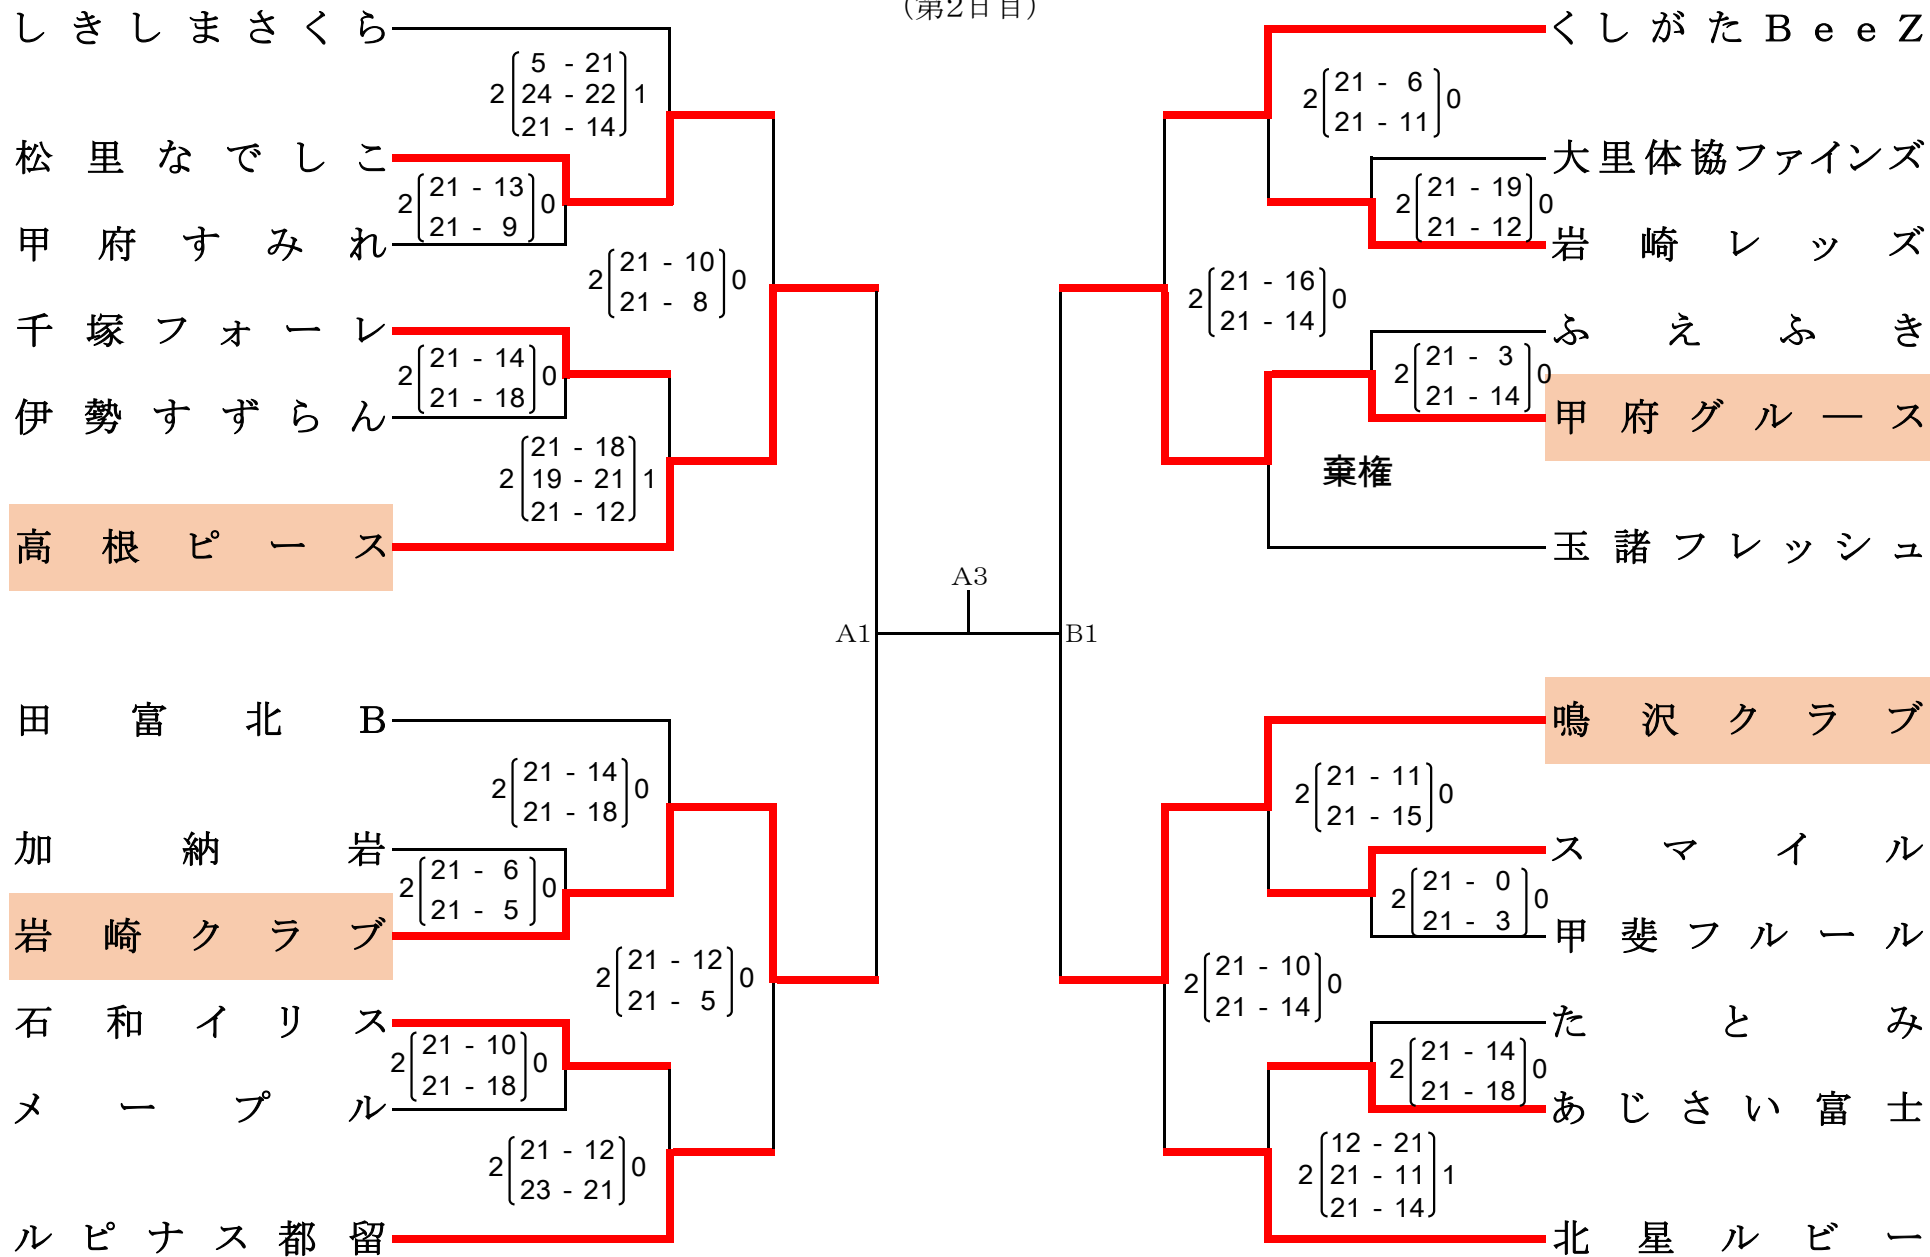 (第2日目)
しきしまさくら
5 - 21
2 24 - 22 1
21 - 14
松里なでしこ
21 - 13
2 0
21 - 9
甲府すみれ
21 - 10
2 0
21 - 8
千塚フォーレ
21 - 14
2 0
21 - 18
伊勢すずらん
21 - 18
2 19 - 21 1
21 - 12
高根ピース
A1
田富北B
21 - 14
2 0
21 - 18
加納岩
21 - 6
2 0
21 - 5
岩崎クラブ
21 - 12
2 0
21 - 5
石和イリス
21 - 10
2 0
21 - 18
メープル
21 - 12
2 0
23 - 21
ルピナス都留
A3
くしがたBeeZ
21 - 6
2 0
21 - 11
大里体協ファインズ
21 - 19
2 0
21 - 12
岩崎レッズ
21 - 16
2 0
21 - 14
ふえふき
21 - 3
2 0
21 - 14
甲府グルース
棄権
玉諸フレッシュ
B1
鳴沢クラブ
21 - 11
2 0
21 - 15
スマイル
21 - 0
2 0
21 - 3
甲斐フルール
21 - 10
2 0
21 - 14
たとみ
21 - 14
2 0
21 - 18
あじさい富士
12 - 21
2 21 - 11 1
21 - 14
北星ルビー